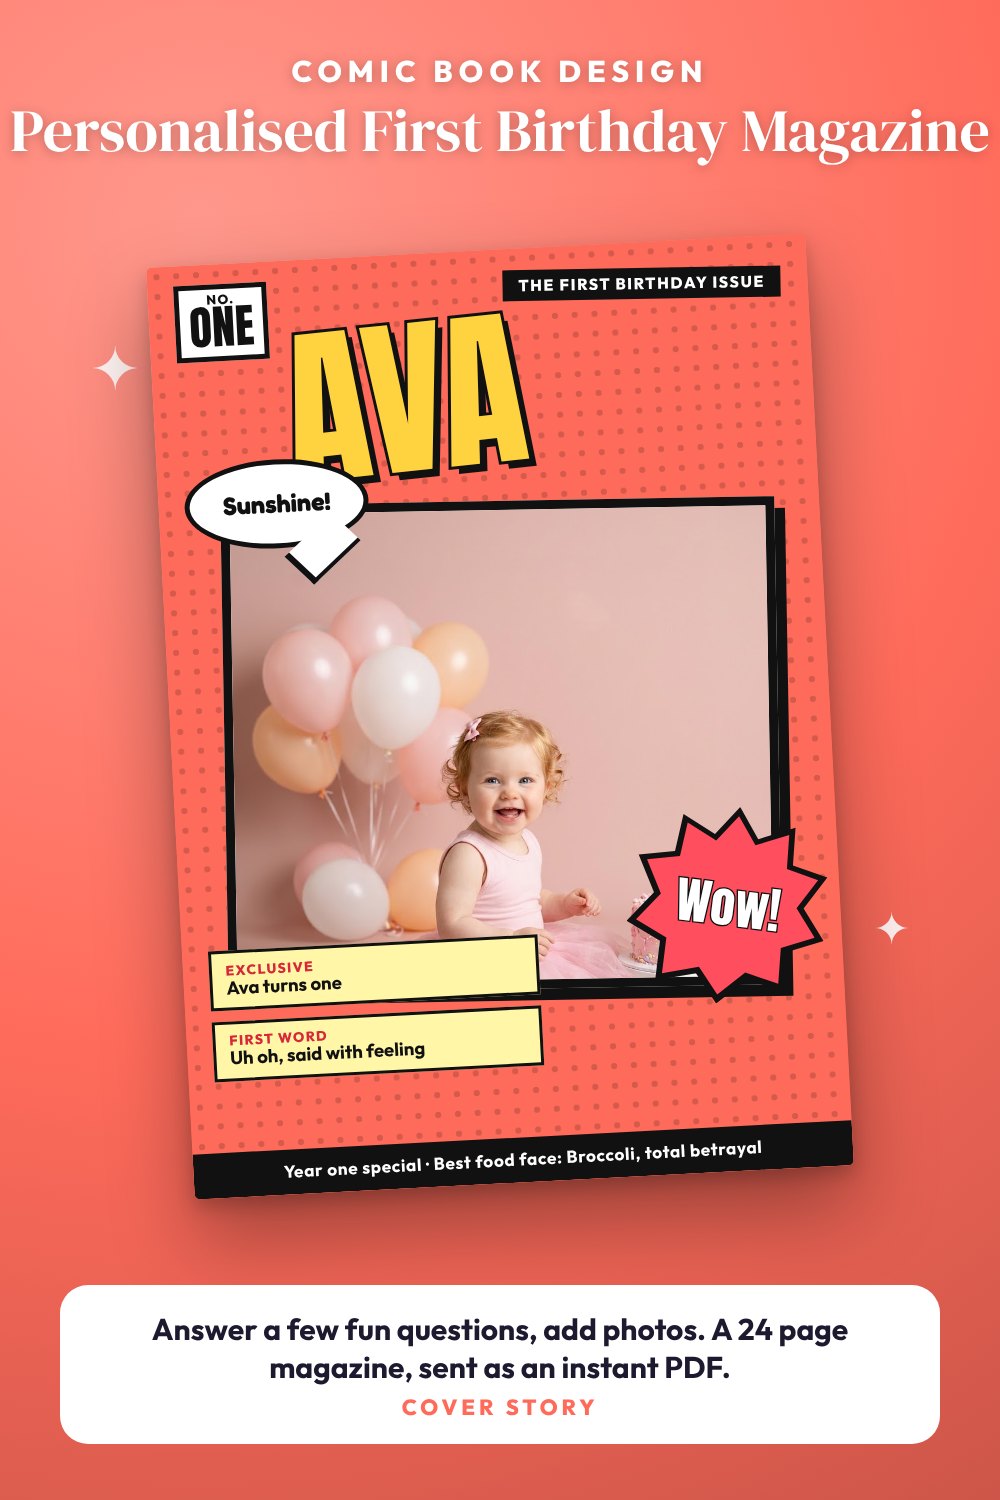 COMIC BOOK DESIGN
Personalised First Birthday Magazine
NO.
ONE
THE FIRST BIRTHDAY ISSUE
AVA
Sunshine!
Wow!
EXCLUSIVE
Ava turns one
FIRST WORD
Uh oh, said with feeling
Year one special · Best food face: Broccoli, total betrayal
Answer a few fun questions, add photos. A 24 page
magazine, sent as an instant PDF.
COVER STORY